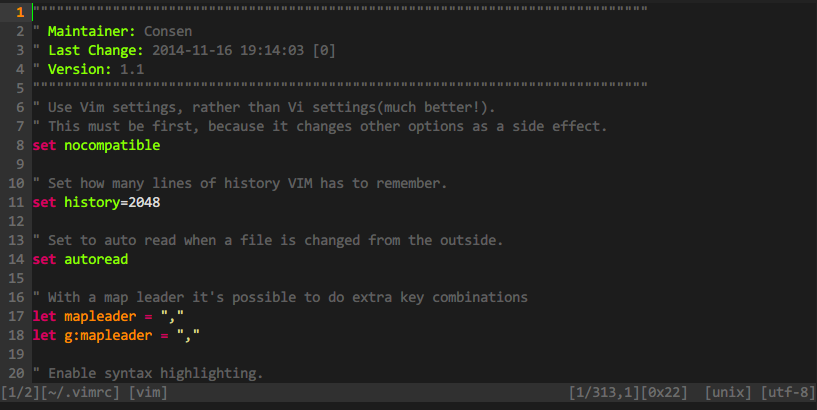 1 """"""""""""""""""""""""""""""""""""""""""""""""""""""""""""""""""""""""""""""
2 " Maintainer: Consen
3 " Last Change: 2014-11-16 19:14:03 [0]
4 " Version: 1.1
5 """"""""""""""""""""""""""""""""""""""""""""""""""""""""""""""""""""""""""""""
6 " Use Vim settings, rather than Vi settings(much better!).
7 " This must be first, because it changes other options as a side effect.
8 set nocompatible
9
10 " Set how many lines of history VIM has to remember.
11 set history=2048
12
13 " Set to auto read when a file is changed from the outside.
14 set autoread
15
16 " With a map leader it's possible to do extra key combinations
17 let mapleader = ","
18 let g:mapleader = ","
19
20 " Enable syntax highlighting.
[1/2][~/.vimrc] [vim] [1/313,1][0x22] [unix] [utf-8]